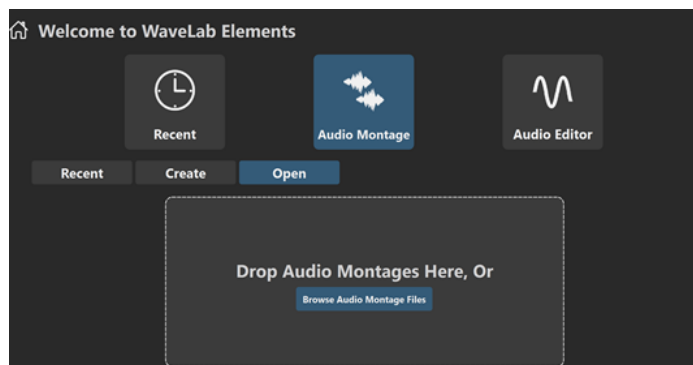 Welcome to WaveLab Elements
Recent Audio Montage Audio Editor
Recent Create Open
Drop Audio Montages Here, Or
Browse Audio Montage Files